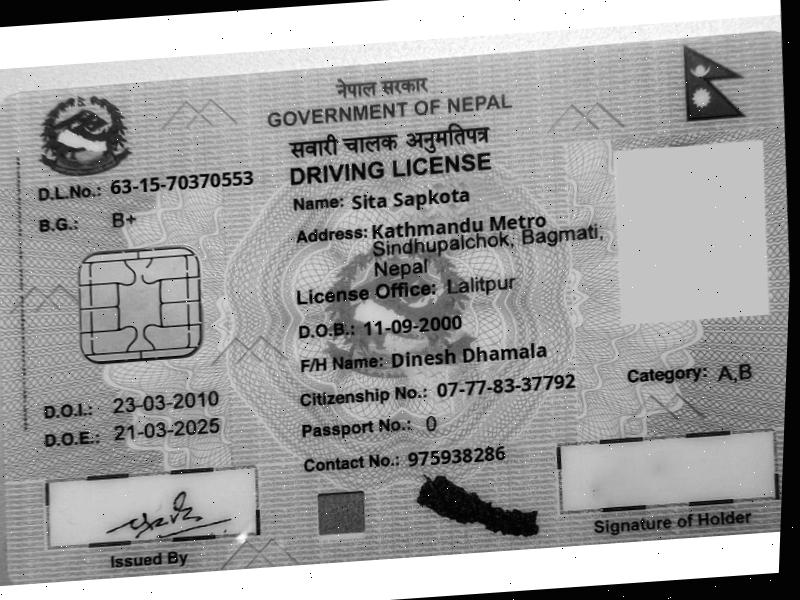 नेपाल सरकार
GOVERNMENT OF NEPAL
सवारी चालक अनुमतिपत्र
DRIVING LICENSE
D.L.No.: 63-15-70370553
B.G.: B+
Name: Sita Sapkota
Address: Kathmandu Metro
Sindhupalchok, Bagmati,
Nepal
License Office: Lalitpur
D.O.B.: 11-09-2000
F/H Name: Dinesh Dhamala
Citizenship No.: 07-77-83-37792
Category: A,B
D.O.I.: 23-03-2010
Passport No.: 0
D.O.E.: 21-03-2025
Contact No.: 975938286
Issued By
Signature of Holder